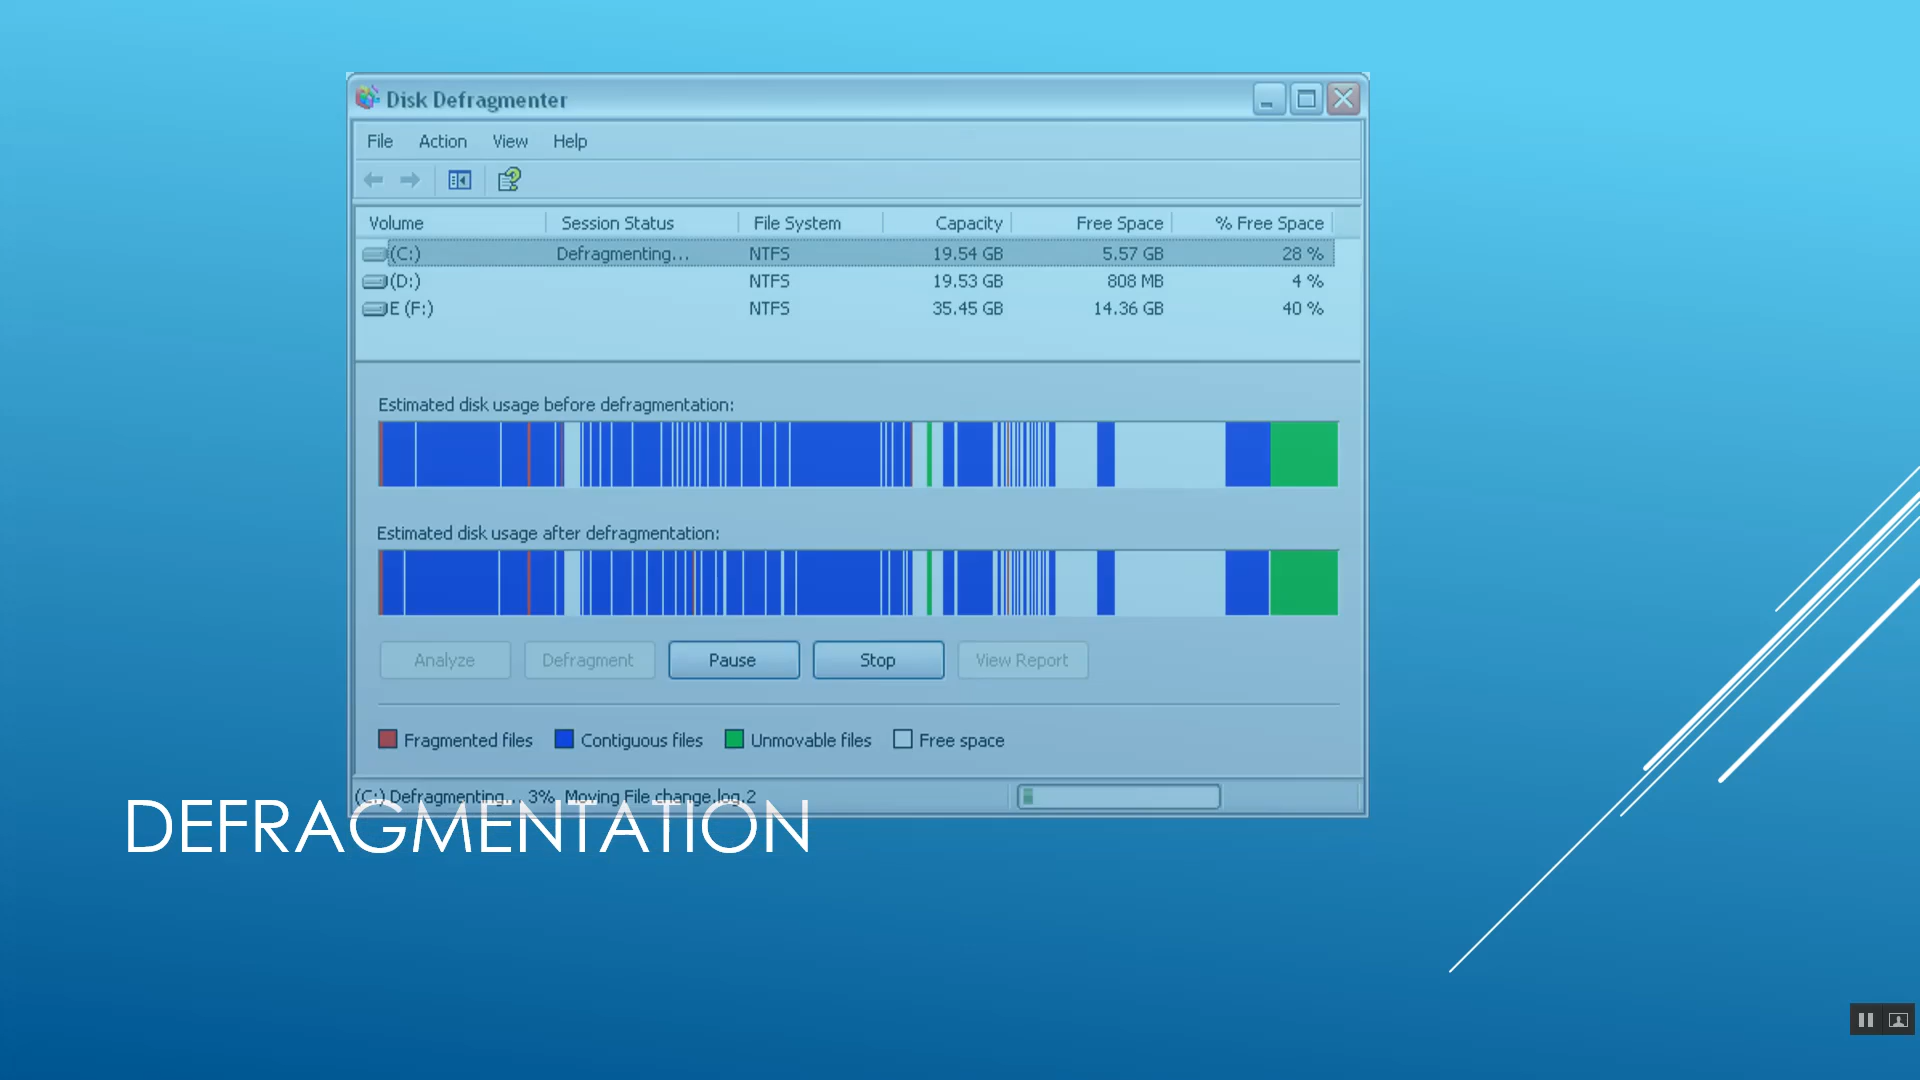 Disk Defragmenter
File Action View Help
Volume Session Status File System Capacity Free Space % Free Space
(C:) Defragmenting... NTFS 19.54 GB 5.57 GB 28 %
(D:) NTFS 19.53 GB 808 MB 4 %
E (F:) NTFS 35.45 GB 14.36 GB 40 %
Estimated disk usage before defragmentation:
Estimated disk usage after defragmentation:
Analyze Defragment Pause Stop View Report
Fragmented files Contiguous files Unmovable files Free space
(C:) Defragmenting... 3% Moving File change.log.2
DEFRAGMENTATION